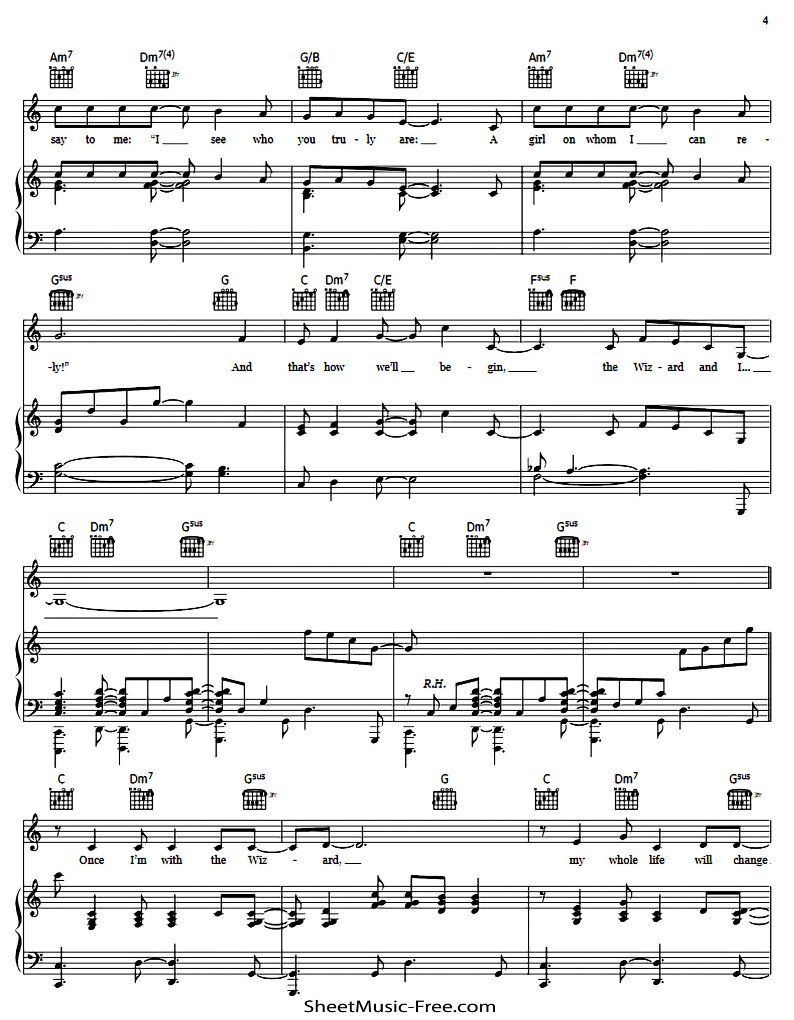 4
Am7 Dm7(4) G/B C/E Am7 Dm7(4)
say to me: “I see who you tru - ly are: A girl on whom I can re -
Gsus G C Dm7 C/E Fsus F
-ly!” And that’s how we’ll be - gin, the Wiz - ard and I...
C Dm7 Gsus C Dm7 Gsus
R.H.
C Dm7 Gsus G C Dm7 Gsus
Once I’m with the Wiz - ard, my whole life will change
SheetMusic-Free.com